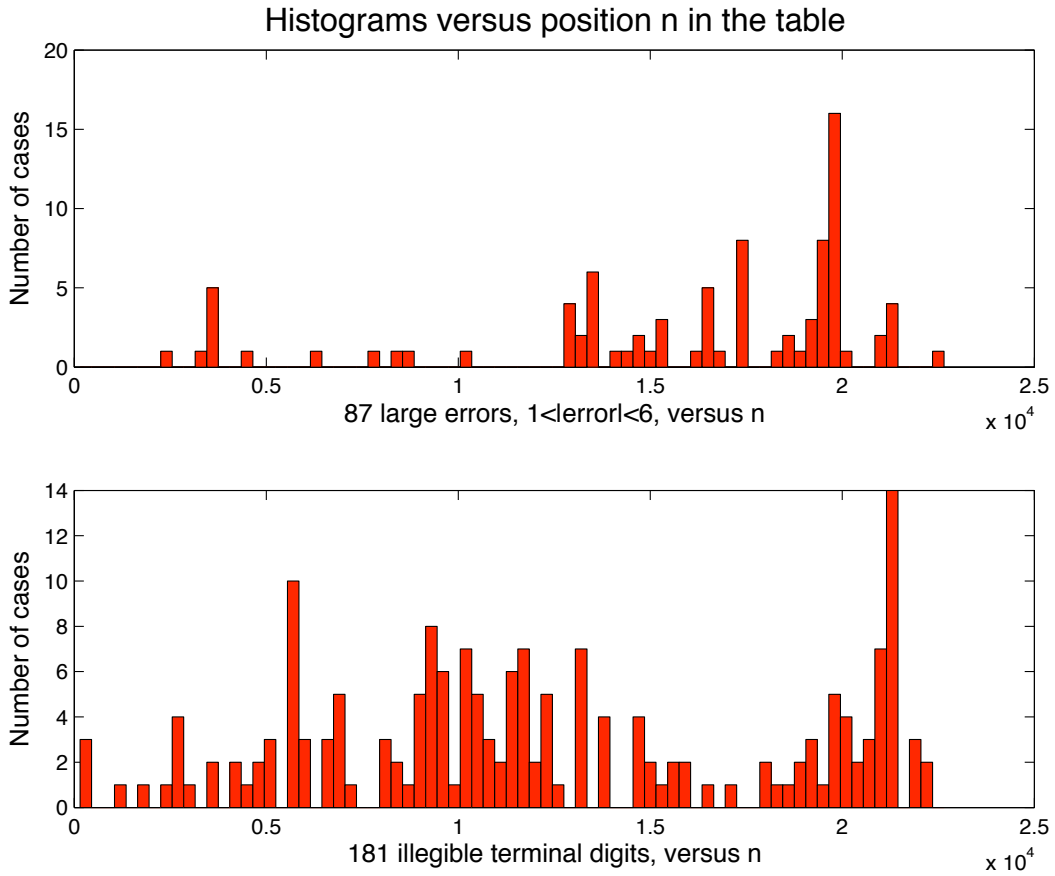 Histograms versus position n in the table
20
15
10
5
0
Number of cases
0 0.5 1 1.5 2 2.5
x 10^4
87 large errors, 1<|error|<6, versus n
14
12
10
8
6
4
2
0
Number of cases
0 0.5 1 1.5 2 2.5
x 10^4
181 illegible terminal digits, versus n